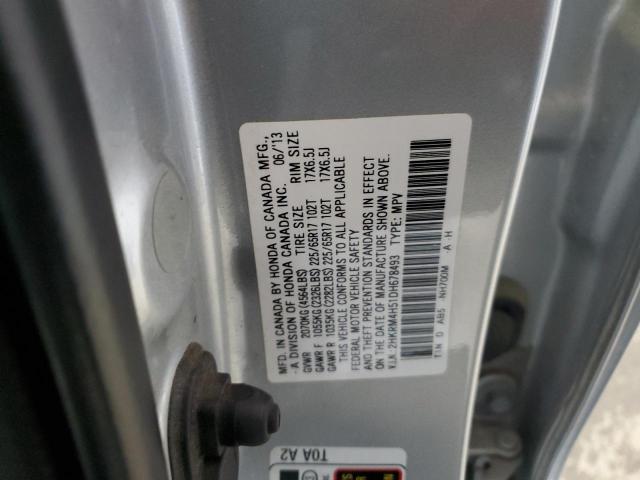 MFD. IN CANADA BY HONDA OF CANADA MFG.,
-A DIVISION OF HONDA CANADA INC. 06/13
TIRE SIZE RIM SIZE
GVWR 2070KG(4564LBS)
GAWR F 1055KG(2326LBS) 225/65R17 102T 17X6.5J
GAWR R 1035KG(2282LBS) 225/65R17 102T 17X6.5J
THIS VEHICLE CONFORMS TO ALL APPLICABLE
FEDERAL MOTOR VEHICLE SAFETY
AND THEFT PREVENTION STANDARDS IN EFFECT
ON THE DATE OF MANUFACTURE SHOWN ABOVE.
V.I.N.: 2HKRM4H51DH678493 TYPE: MPV
TIN D AB5 NH700M -A H
T0A A2